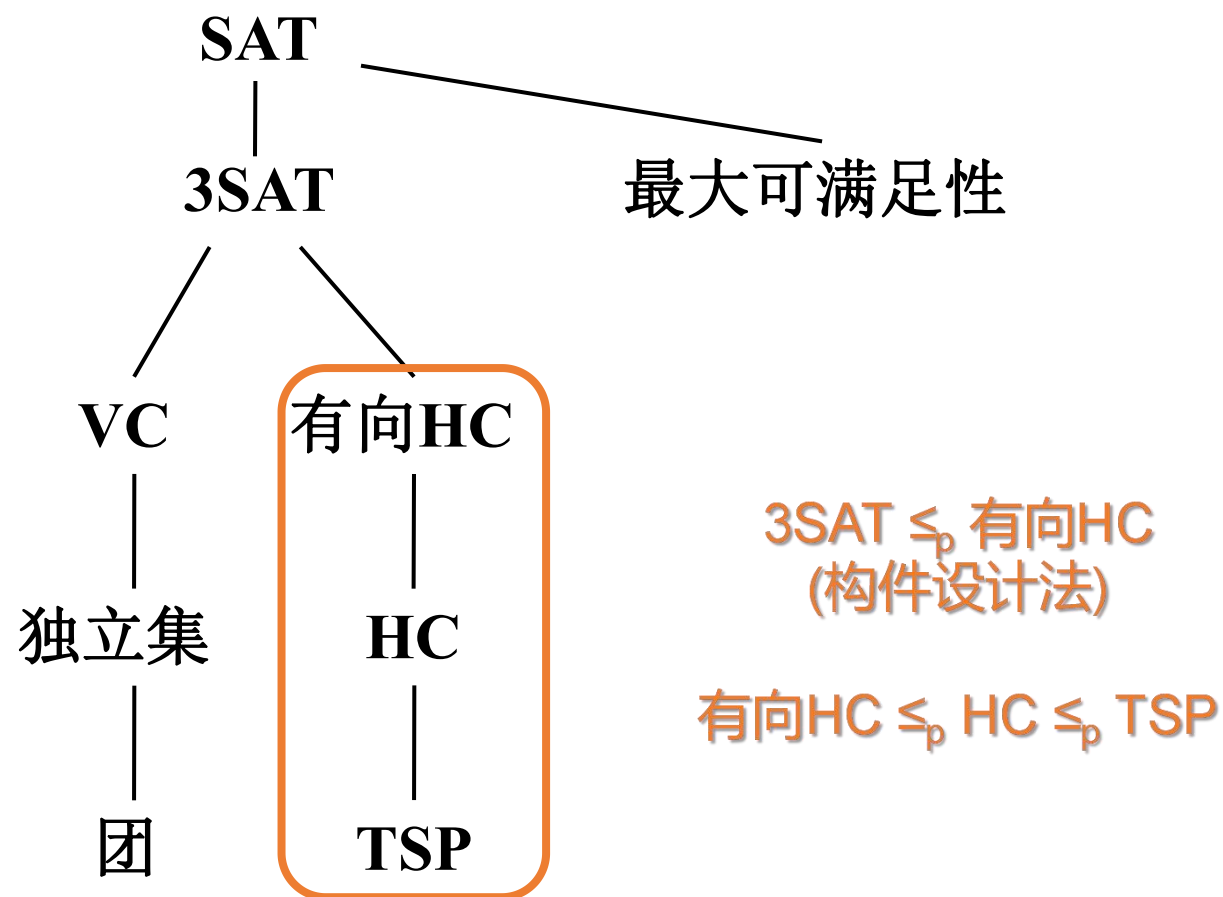 SAT
3SAT
最大可满足性
VC
有向HC
3SAT ≤p 有向HC
(构件设计法)
独立集
HC
有向HC ≤p HC ≤p TSP
团
TSP